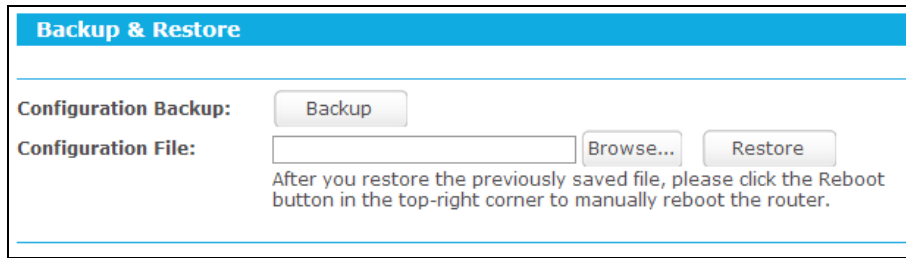 Backup & Restore
Configuration Backup: Backup
Configuration File: Browse... Restore
After you restore the previously saved file, please click the Reboot
button in the top-right corner to manually reboot the router.